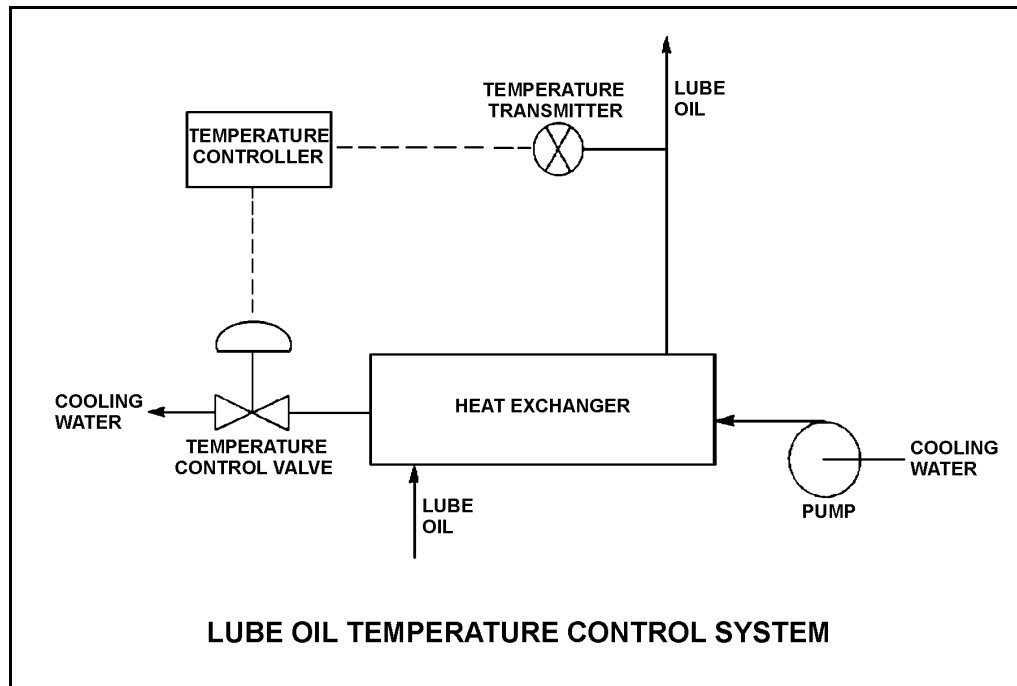 TEMPERATURE
TRANSMITTER
LUBE
OIL
TEMPERATURE
CONTROLLER
COOLING
WATER
TEMPERATURE
CONTROL VALVE
HEAT EXCHANGER
LUBE
OIL
COOLING
WATER
PUMP
LUBE OIL TEMPERATURE CONTROL SYSTEM